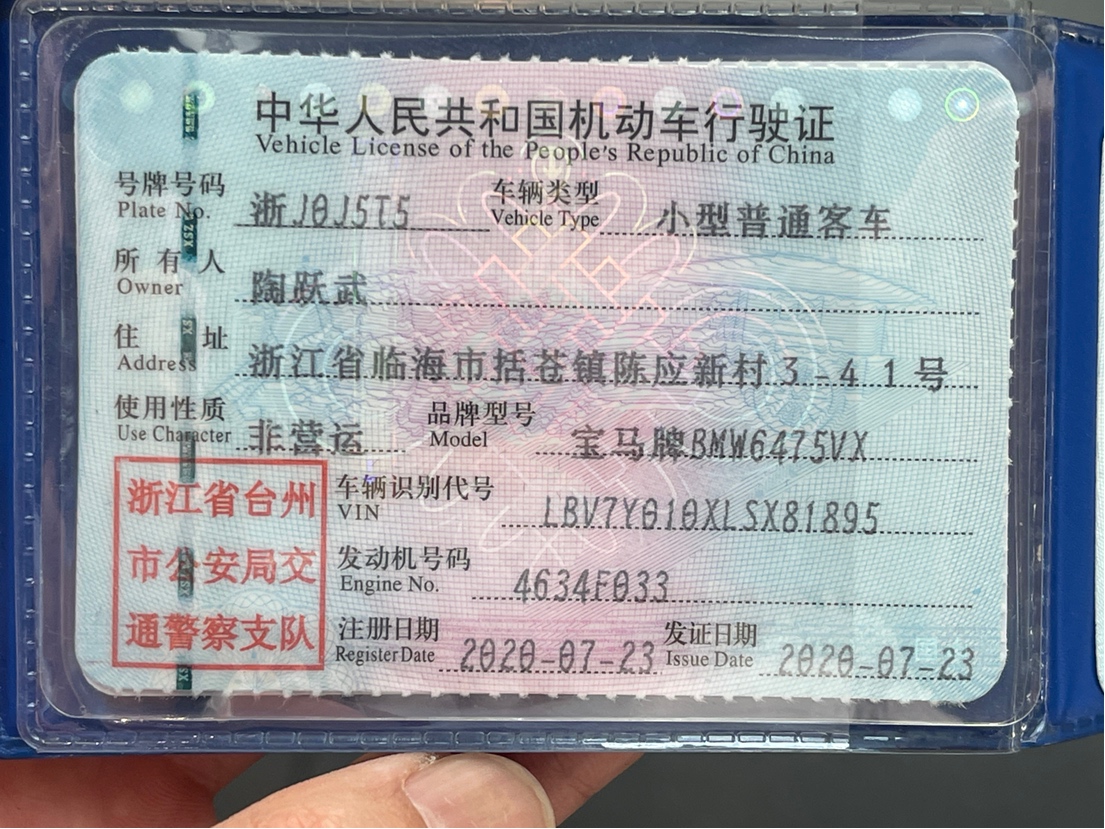 中华人民共和国机动车行驶证
Vehicle License of the People's Republic of China
号牌号码 浙J0J5T5 车辆类型 小型普通客车
Plate No. Vehicle Type
所有人 陶跃武
Owner
住址 浙江省临海市括苍镇陈应新村3-41号
Address
使用性质 非营运 品牌型号 宝马牌BMW6475VX
Use Character Model
浙江省台州
市公安局交
通警察支队
车辆识别代号 LBV7Y010XLSX81895
VIN
发动机号码 4634F033
Engine No.
注册日期 2020-07-23 发证日期 2020-07-23
Register Date Issue Date